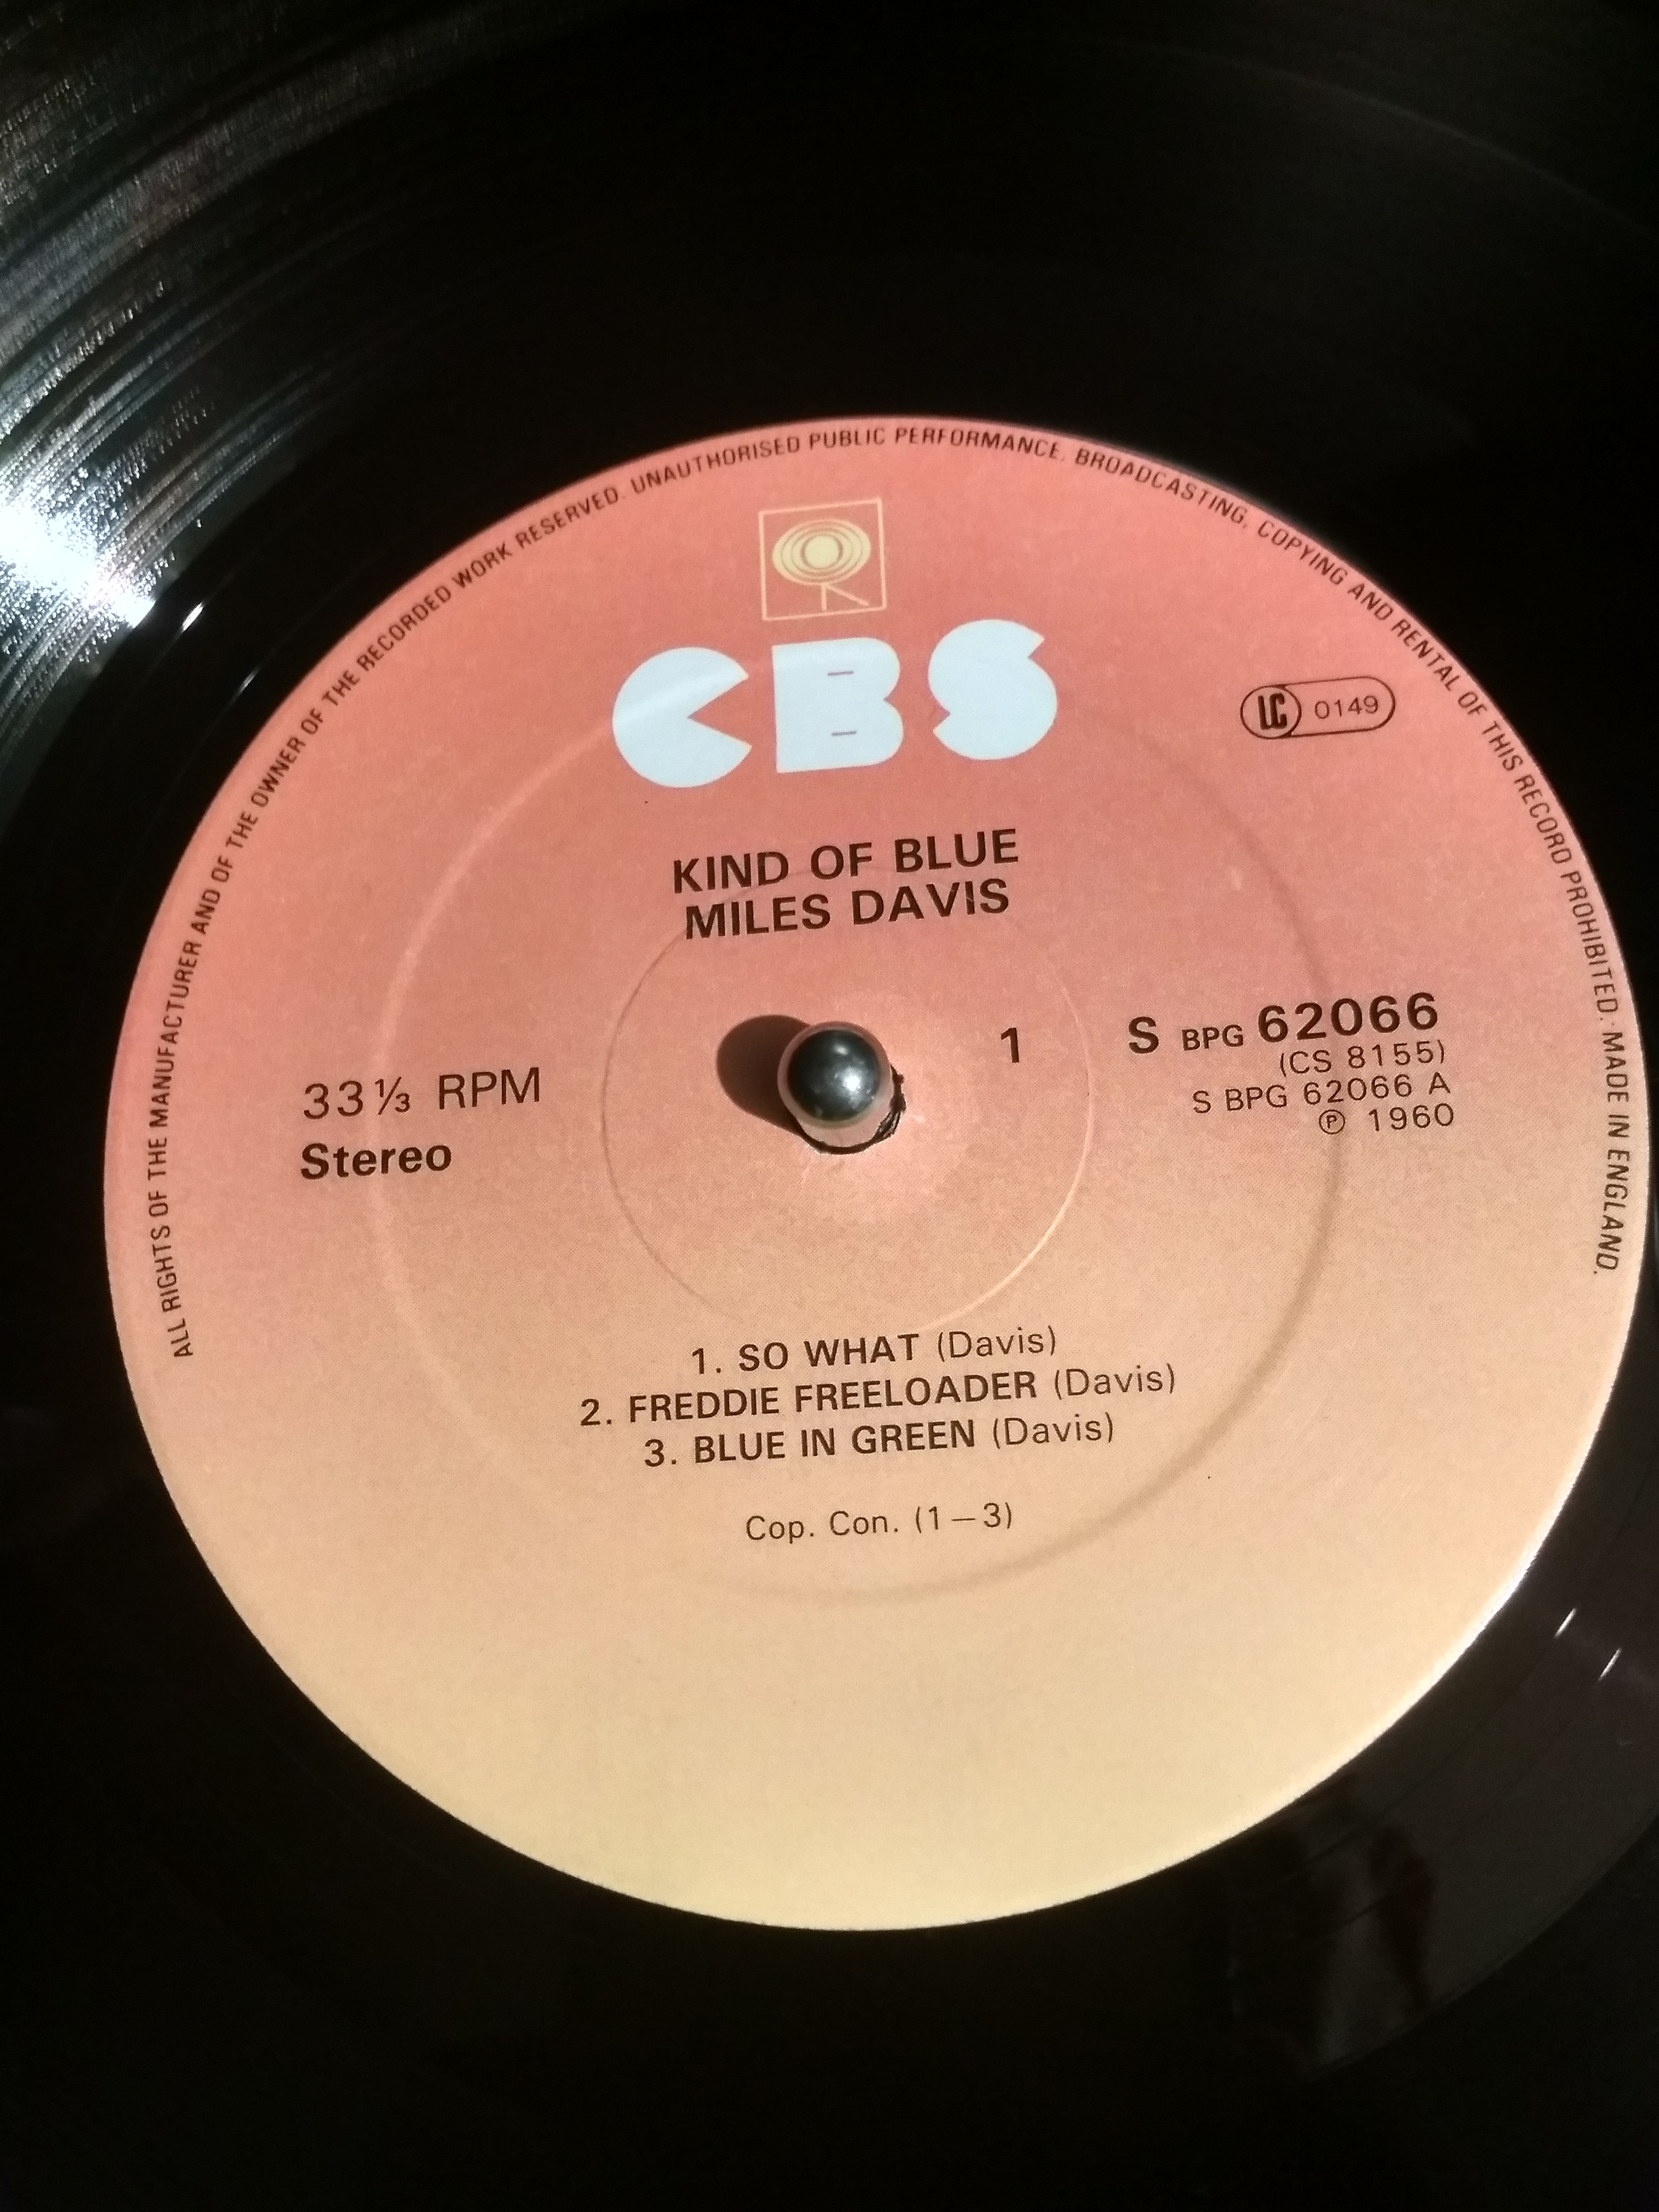 ALL RIGHTS OF THE MANUFACTURER AND OF THE OWNER OF THE RECORDED WORK RESERVED. UNAUTHORISED PUBLIC PERFORMANCE. BROADCASTING, COPYING AND RENTAL OF THIS RECORD PROHIBITED. MADE IN ENGLAND.
CBS
LC 0149
KIND OF BLUE
MILES DAVIS
33⅓ RPM
Stereo
1
S BPG 62066
(CS 8155)
S BPG 62066 A
℗ 1960
1. SO WHAT (Davis)
2. FREDDIE FREELOADER (Davis)
3. BLUE IN GREEN (Davis)
Cop. Con. (1—3)